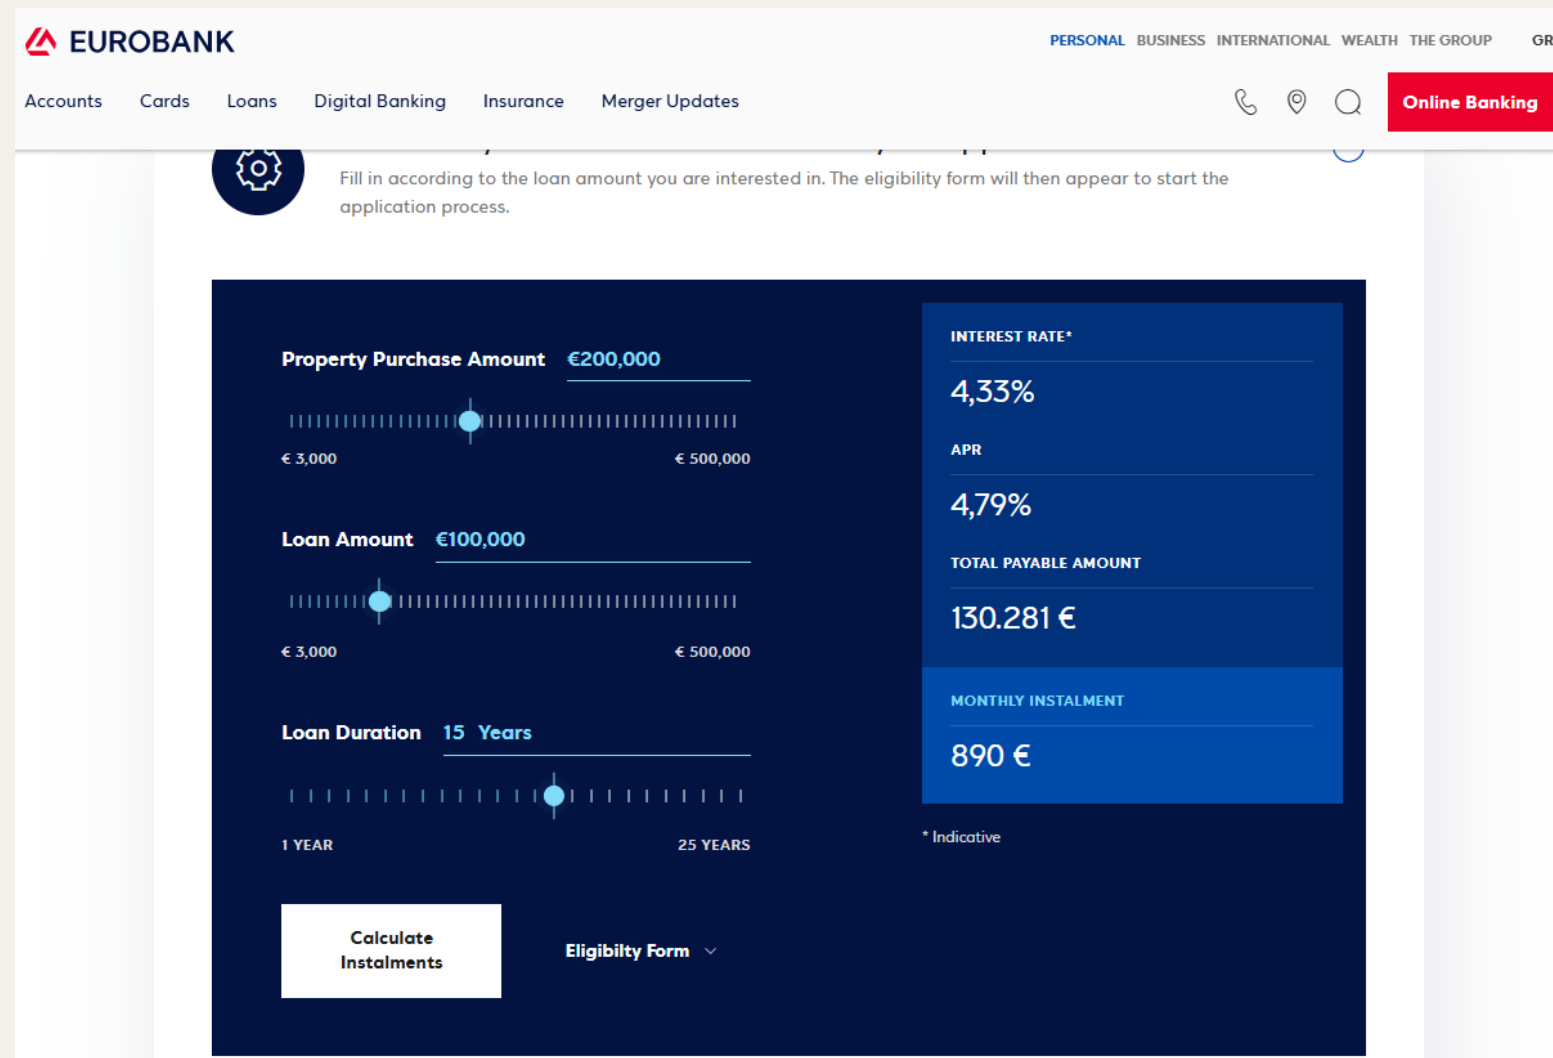 EUROBANK
PERSONAL BUSINESS INTERNATIONAL WEALTH THE GROUP GR
Accounts Cards Loans Digital Banking Insurance Merger Updates
Online Banking
Fill in according to the loan amount you are interested in. The eligibility form will then appear to start the
application process.
Property Purchase Amount €200,000
€ 3,000 € 500,000
Loan Amount €100,000
€ 3,000 € 500,000
Loan Duration 15 Years
1 YEAR 25 YEARS
Calculate
Instalments
Eligibilty Form
INTEREST RATE*
4,33%
APR
4,79%
TOTAL PAYABLE AMOUNT
130.281 €
MONTHLY INSTALMENT
890 €
* Indicative